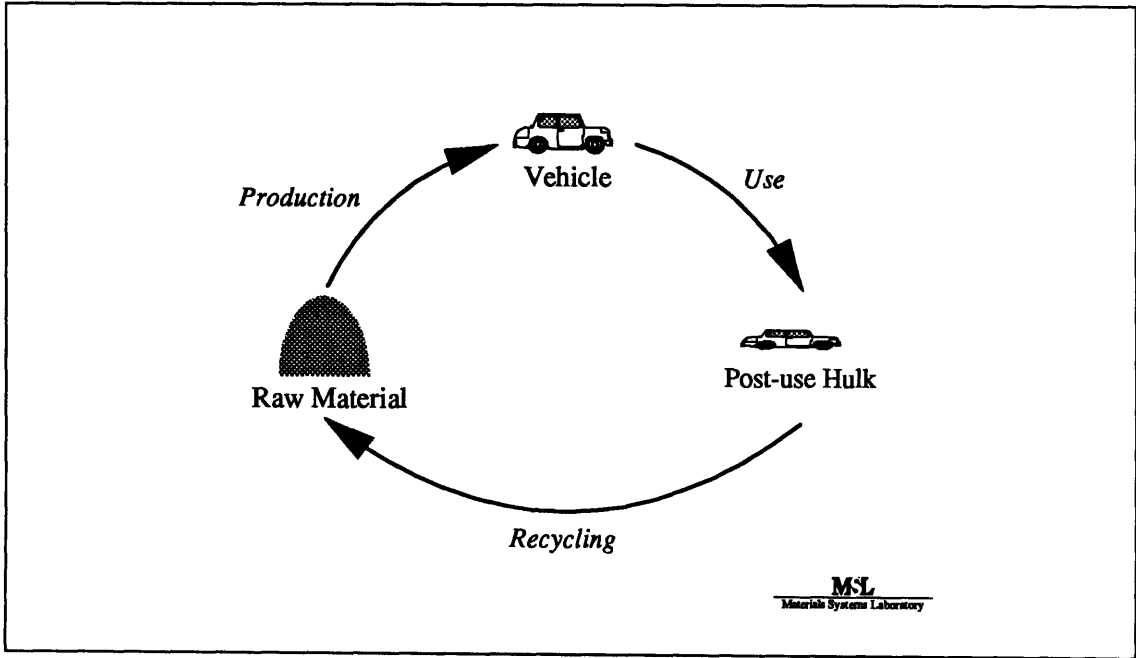 Vehicle
Production
Use
Raw Material
Post-use Hulk
Recycling
MSL
Materials Systems Laboratory